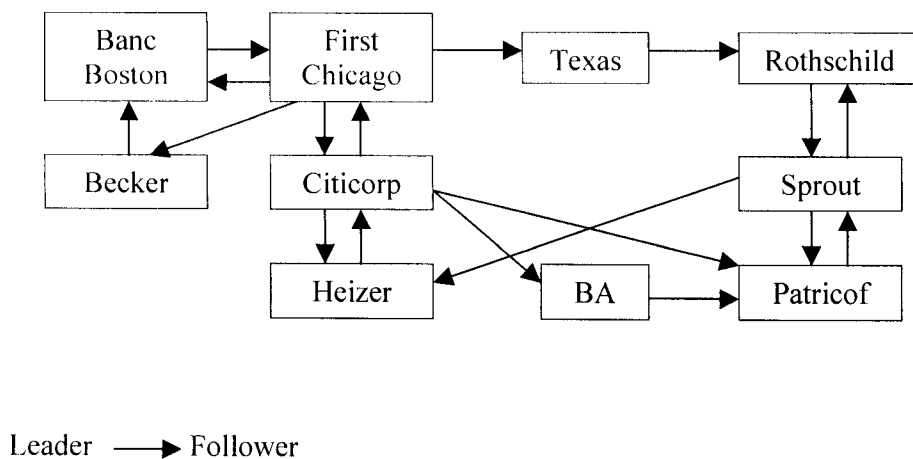 Banc
Boston
First
Chicago
Texas
Rothschild
Becker
Citicorp
Sprout
Heizer
BA
Patricof
Leader
Follower